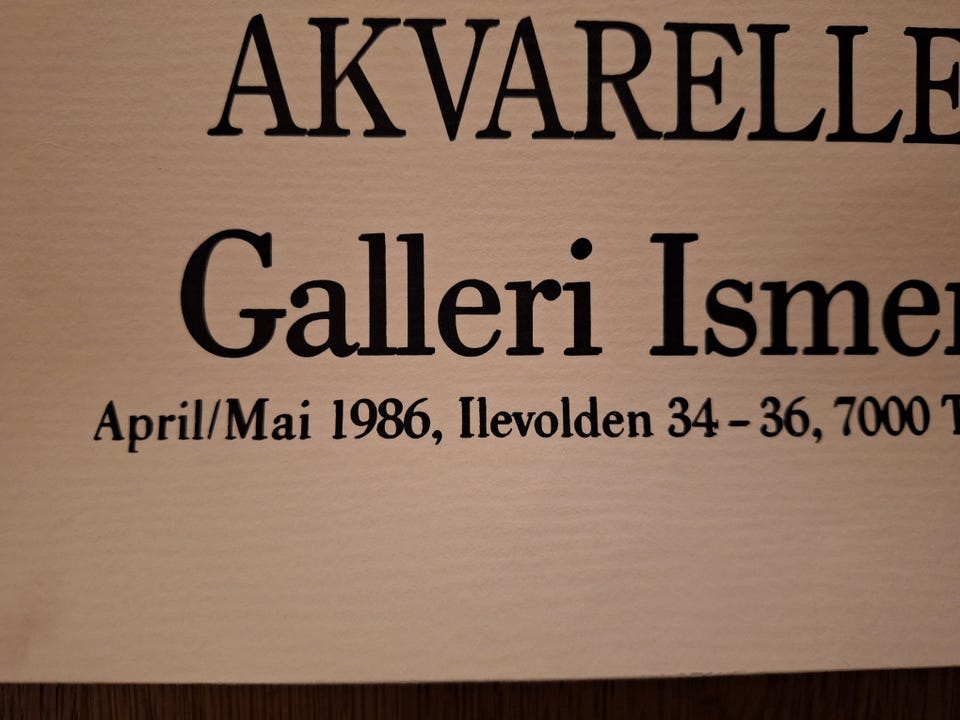 AKVARELLE
Galleri Ismer
April/Mai 1986, Ilevolden 34-36, 7000 T